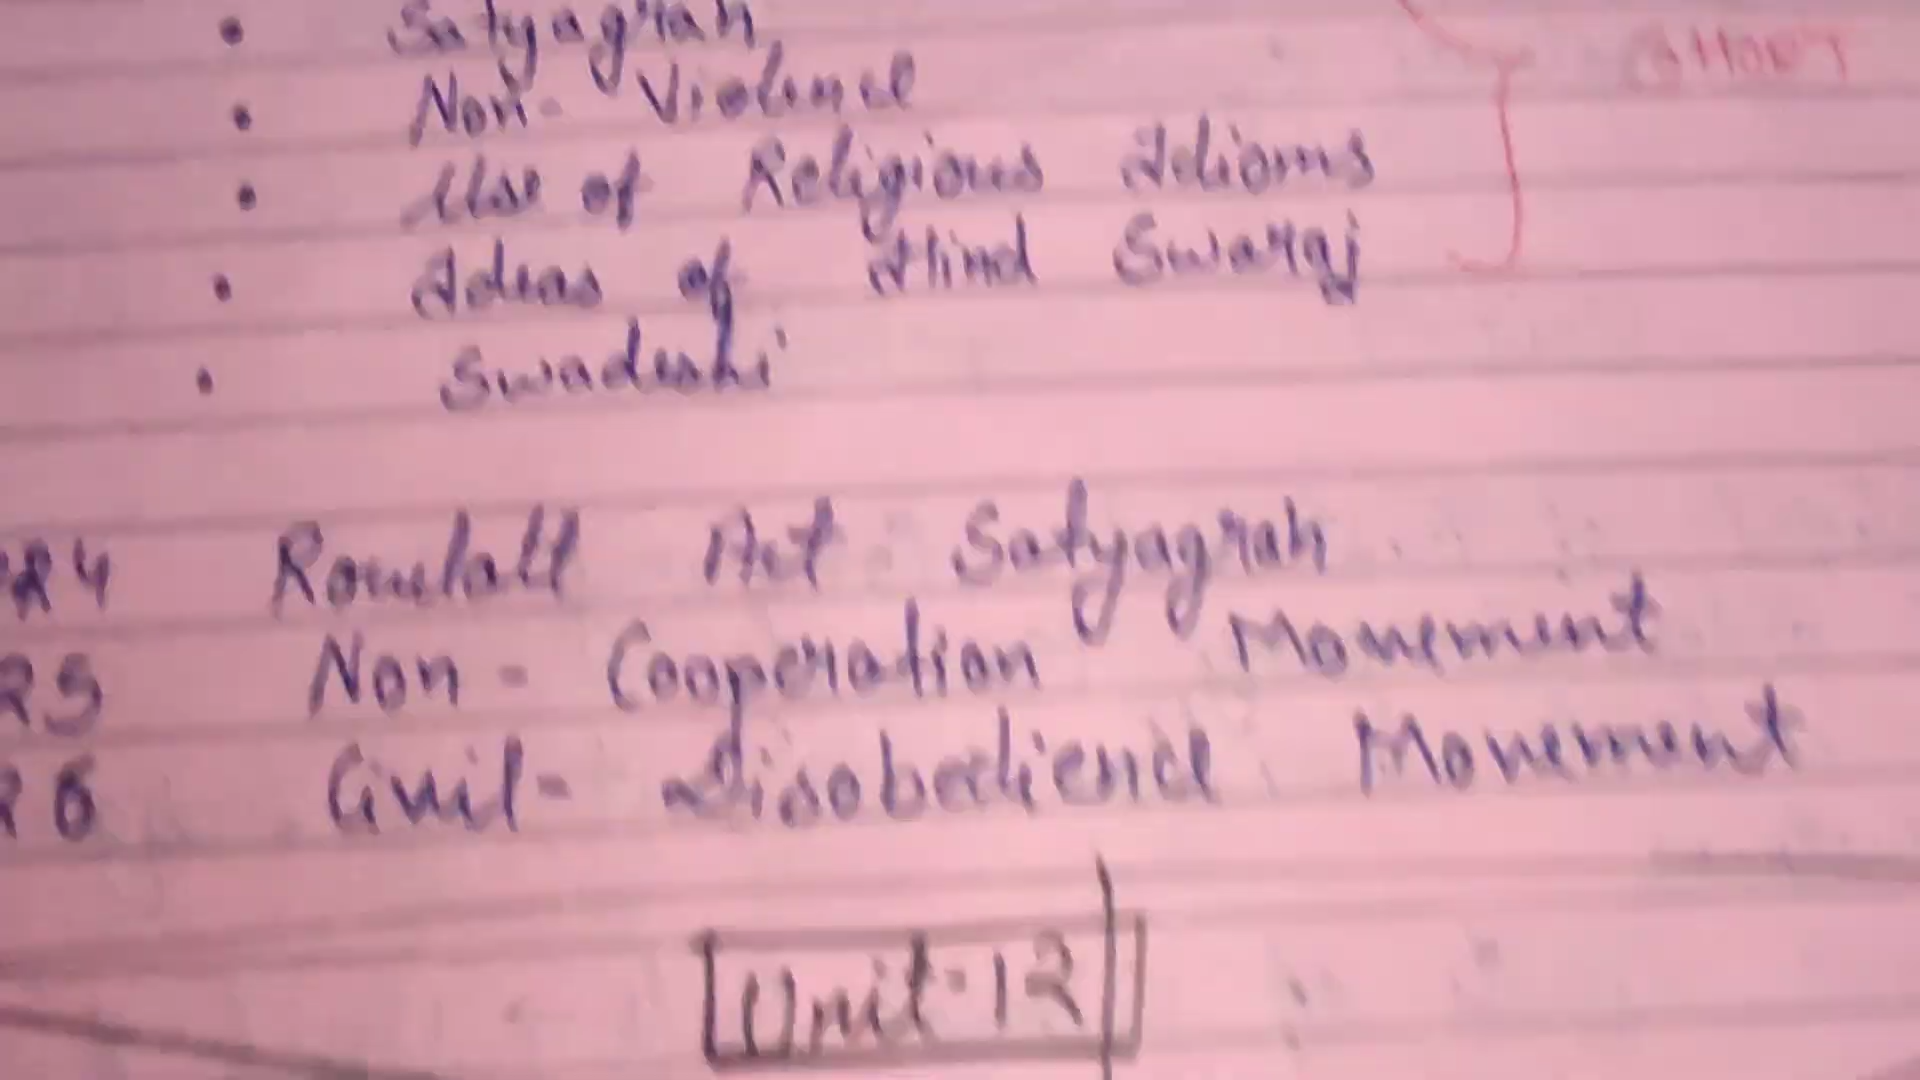 • Satyagrah
SHORT
• Non- Violence
• Use of Religious Idioms
• Ideas of Hind Swaraj
• Swadeshi
24 Rowlatt Act Satyagrah
25 Non - Cooperation Movement
26 Civil- Disobedience Movement
Unit-12